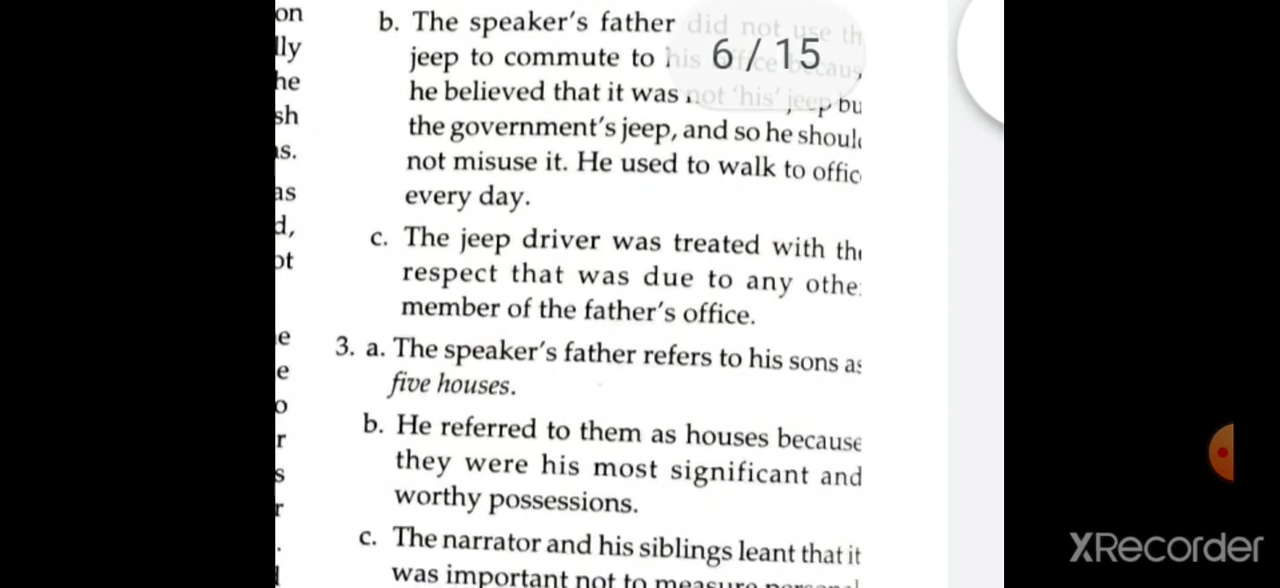 on
lly
he
sh
s.
as
d,
ot
e
e
o
r
s
r
.
b. The speaker's father did not use th
jeep to commute to his office becaus
he believed that it was not 'his' jeep bu
the government's jeep, and so he shoul
not misuse it. He used to walk to offic
every day.
c. The jeep driver was treated with the
respect that was due to any other
member of the father's office.
3. a. The speaker's father refers to his sons as
five houses.
b. He referred to them as houses because
they were his most significant and
worthy possessions.
c. The narrator and his siblings leant that it
was important not to measure
6/15
XRecorder